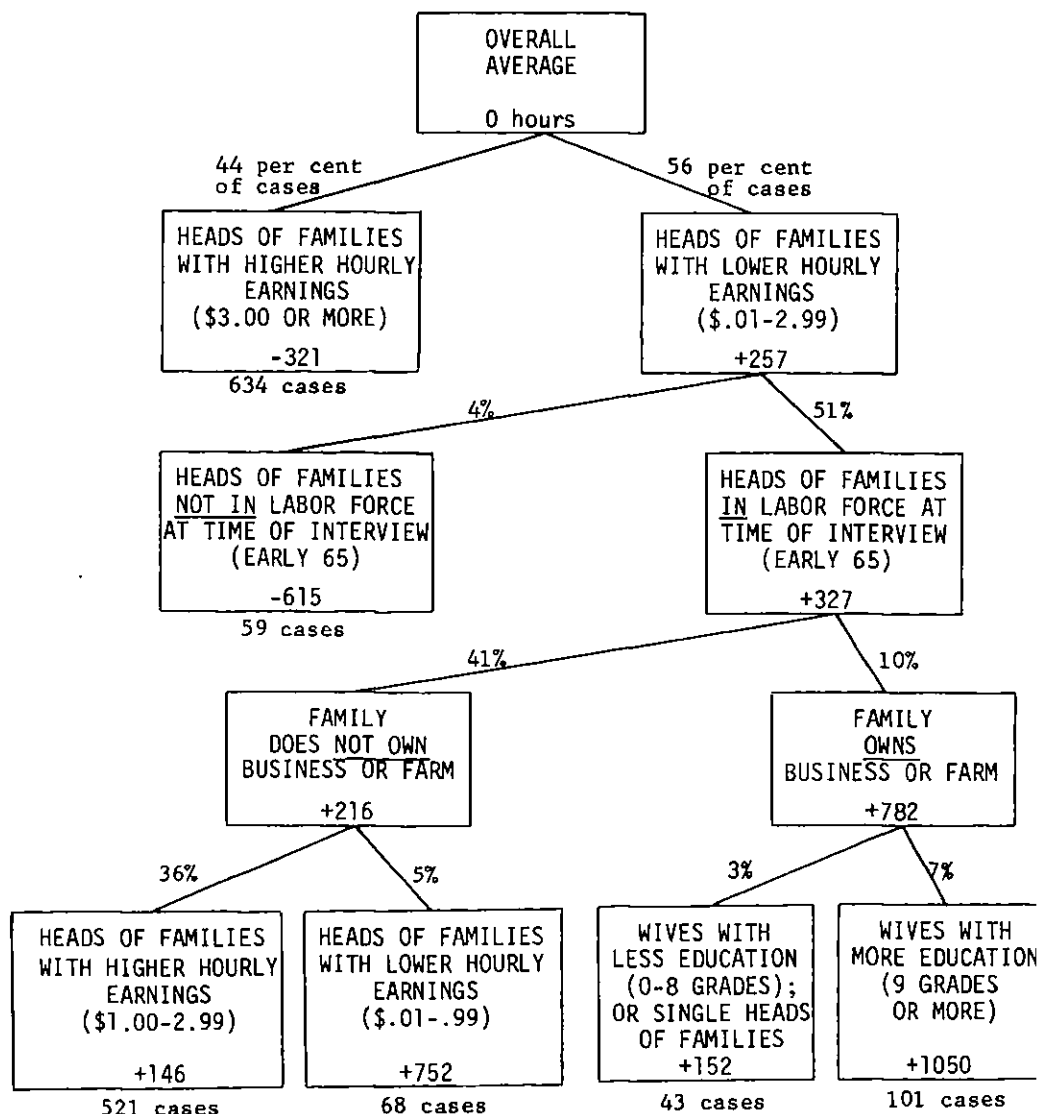 OVERALL
AVERAGE
0 hours
44 per cent
of cases
56 per cent
of cases
HEADS OF FAMILIES
WITH HIGHER HOURLY
EARNINGS
($3.00 OR MORE)
-321
634 cases
HEADS OF FAMILIES
WITH LOWER HOURLY
EARNINGS
($.01-2.99)
+257
4%
51%
HEADS OF FAMILIES
NOT IN LABOR FORCE
AT TIME OF INTERVIEW
(EARLY 65)
-615
59 cases
HEADS OF FAMILIES
IN LABOR FORCE AT
TIME OF INTERVIEW
(EARLY 65)
+327
41%
10%
FAMILY
DOES NOT OWN
BUSINESS OR FARM
+216
FAMILY
OWNS
BUSINESS OR FARM
+782
36%
5%
3%
7%
HEADS OF FAMILIES
WITH HIGHER HOURLY
EARNINGS
($1.00-2.99)
+146
521 cases
HEADS OF FAMILIES
WITH LOWER HOURLY
EARNINGS
($.01-.99)
+752
68 cases
WIVES WITH
LESS EDUCATION
(0-8 GRADES);
OR SINGLE HEADS
OF FAMILIES
+152
43 cases
WIVES WITH
MORE EDUCATION
(9 GRADES
OR MORE)
+1050
101 cases